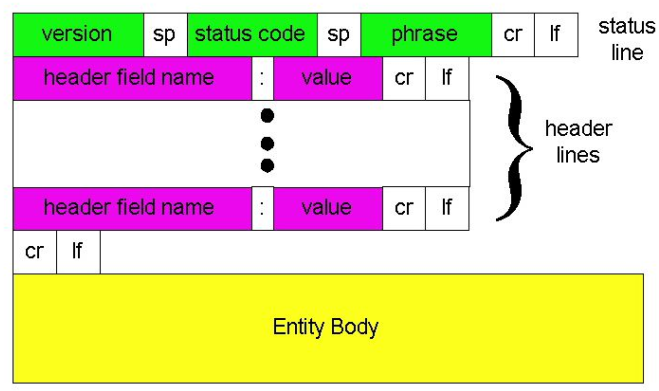 version sp status code sp phrase cr lf
status
line
header field name : value cr lf
header
lines
header field name : value cr lf
cr lf
Entity Body